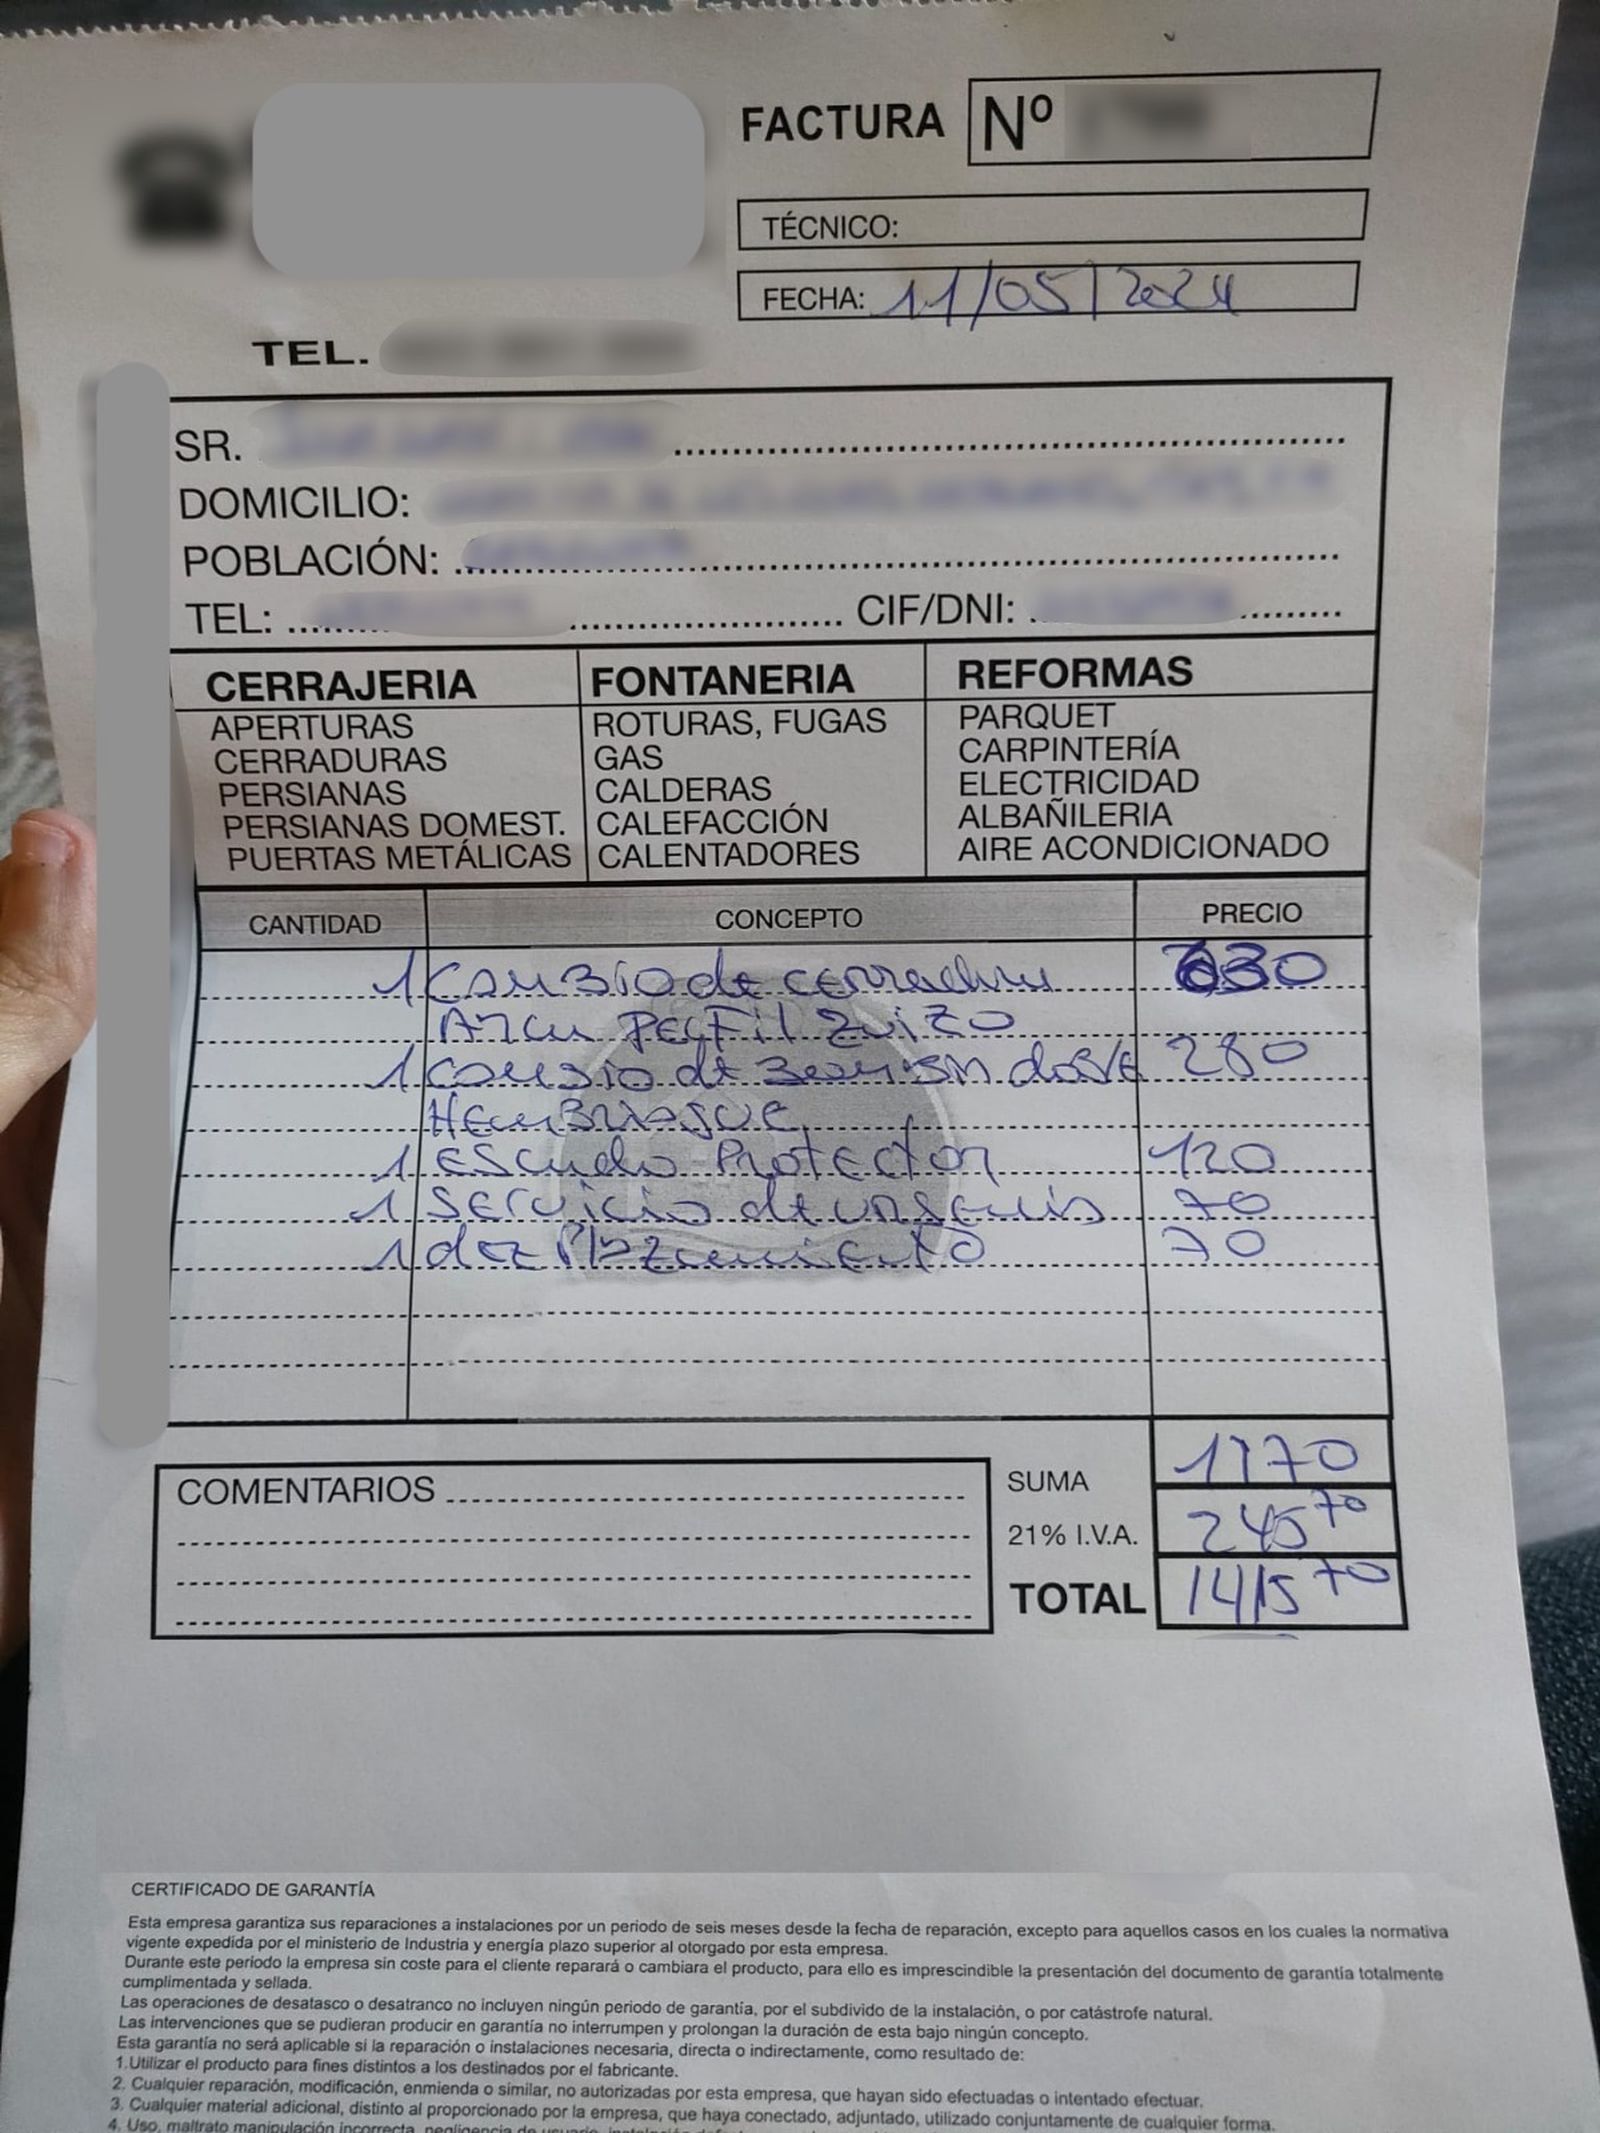 FACTURA Nº
TÉCNICO:
FECHA: 11/05/2024
TEL.
SR.
DOMICILIO:
POBLACIÓN:
TEL: CIF/DNI:
CERRAJERIA FONTANERIA REFORMAS
APERTURAS ROTURAS, FUGAS PARQUET
CERRADURAS GAS CARPINTERÍA
PERSIANAS CALDERAS ELECTRICIDAD
PERSIANAS DOMEST. CALEFACCIÓN ALBAÑILERIA
PUERTAS METÁLICAS CALENTADORES AIRE ACONDICIONADO
CANTIDAD CONCEPTO PRECIO
1 Cambio de cerradura 630
Perfil Zuizo
1 Cambio de doble 280
Hembriague
1 Escudo Protector 120
1 Servicio de 70
1 dezplazamiento 70
SUMA 1170
21% I.V.A. 245 70
TOTAL 1415 70
COMENTARIOS
CERTIFICADO DE GARANTÍA
Esta empresa garantiza sus reparaciones a instalaciones por un periodo de seis meses desde la fecha de reparación, excepto para aquellos casos en los cuales la normativa
vigente expedida por el ministerio de Industria y energía plazo superior al otorgado por esta empresa.
Durante este periodo la empresa sin coste para el cliente reparará o cambiara el producto, para ello es imprescindible la presentación del documento de garantía totalmente
cumplimentada y sellada.
Las operaciones de desatasco o desatranco no incluyen ningún periodo de garantía, por el subdivido de la instalación, o por catástrofe natural.
Las intervenciones que se pudieran producir en garantía no interrumpen y prolongan la duración de esta bajo ningún concepto.
Esta garantía no será aplicable si la reparación o instalaciones necesaria, directa o indirectamente, como resultado de:
1.Utilizar el producto para fines distintos a los destinados por el fabricante.
2. Cualquier reparación, modificación, enmienda o similar, no autorizadas por esta empresa, que hayan sido efectuadas o intentado efectuar.
3. Cualquier material adicional, distinto al proporcionado por la empresa, que haya conectado, adjuntado, utilizado conjuntamente de cualquier forma.
4. Uso, maltrato manipulación incorrecta, negligencia de usuario,